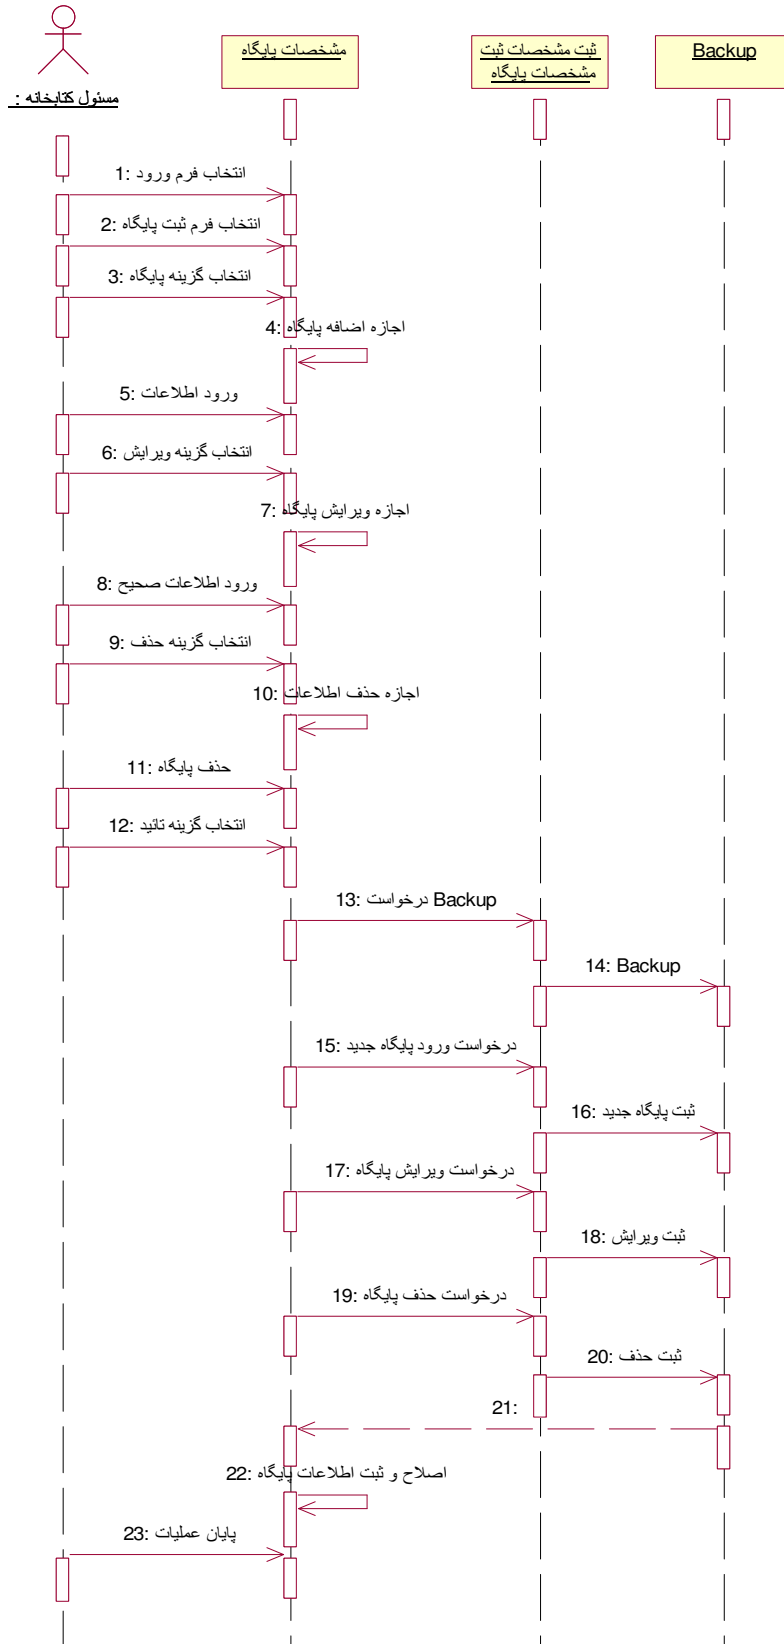 مسئول کتابخانه :
مشخصات پایگاه
ثبت مشخصات ثبت
مشخصات پایگاه
Backup
1: انتخاب فرم ورود
2: انتخاب فرم ثبت پایگاه
3: انتخاب گزینه پایگاه
4: اجازه اضافه پایگاه
5: ورود اطلاعات
6: انتخاب گزینه ویرایش
7: اجازه ویرایش پایگاه
8: ورود اطلاعات صحیح
9: انتخاب گزینه حذف
10: اجازه حذف اطلاعات
11: حذف پایگاه
12: انتخاب گزینه تائید
13: درخواست Backup
14: Backup
15: درخواست ورود پایگاه جدید
16: ثبت پایگاه جدید
17: درخواست ویرایش پایگاه
18: ثبت ویرایش
19: درخواست حذف پایگاه
20: ثبت حذف
21:
22: اصلاح و ثبت اطلاعات پایگاه
23: پایان عملیات